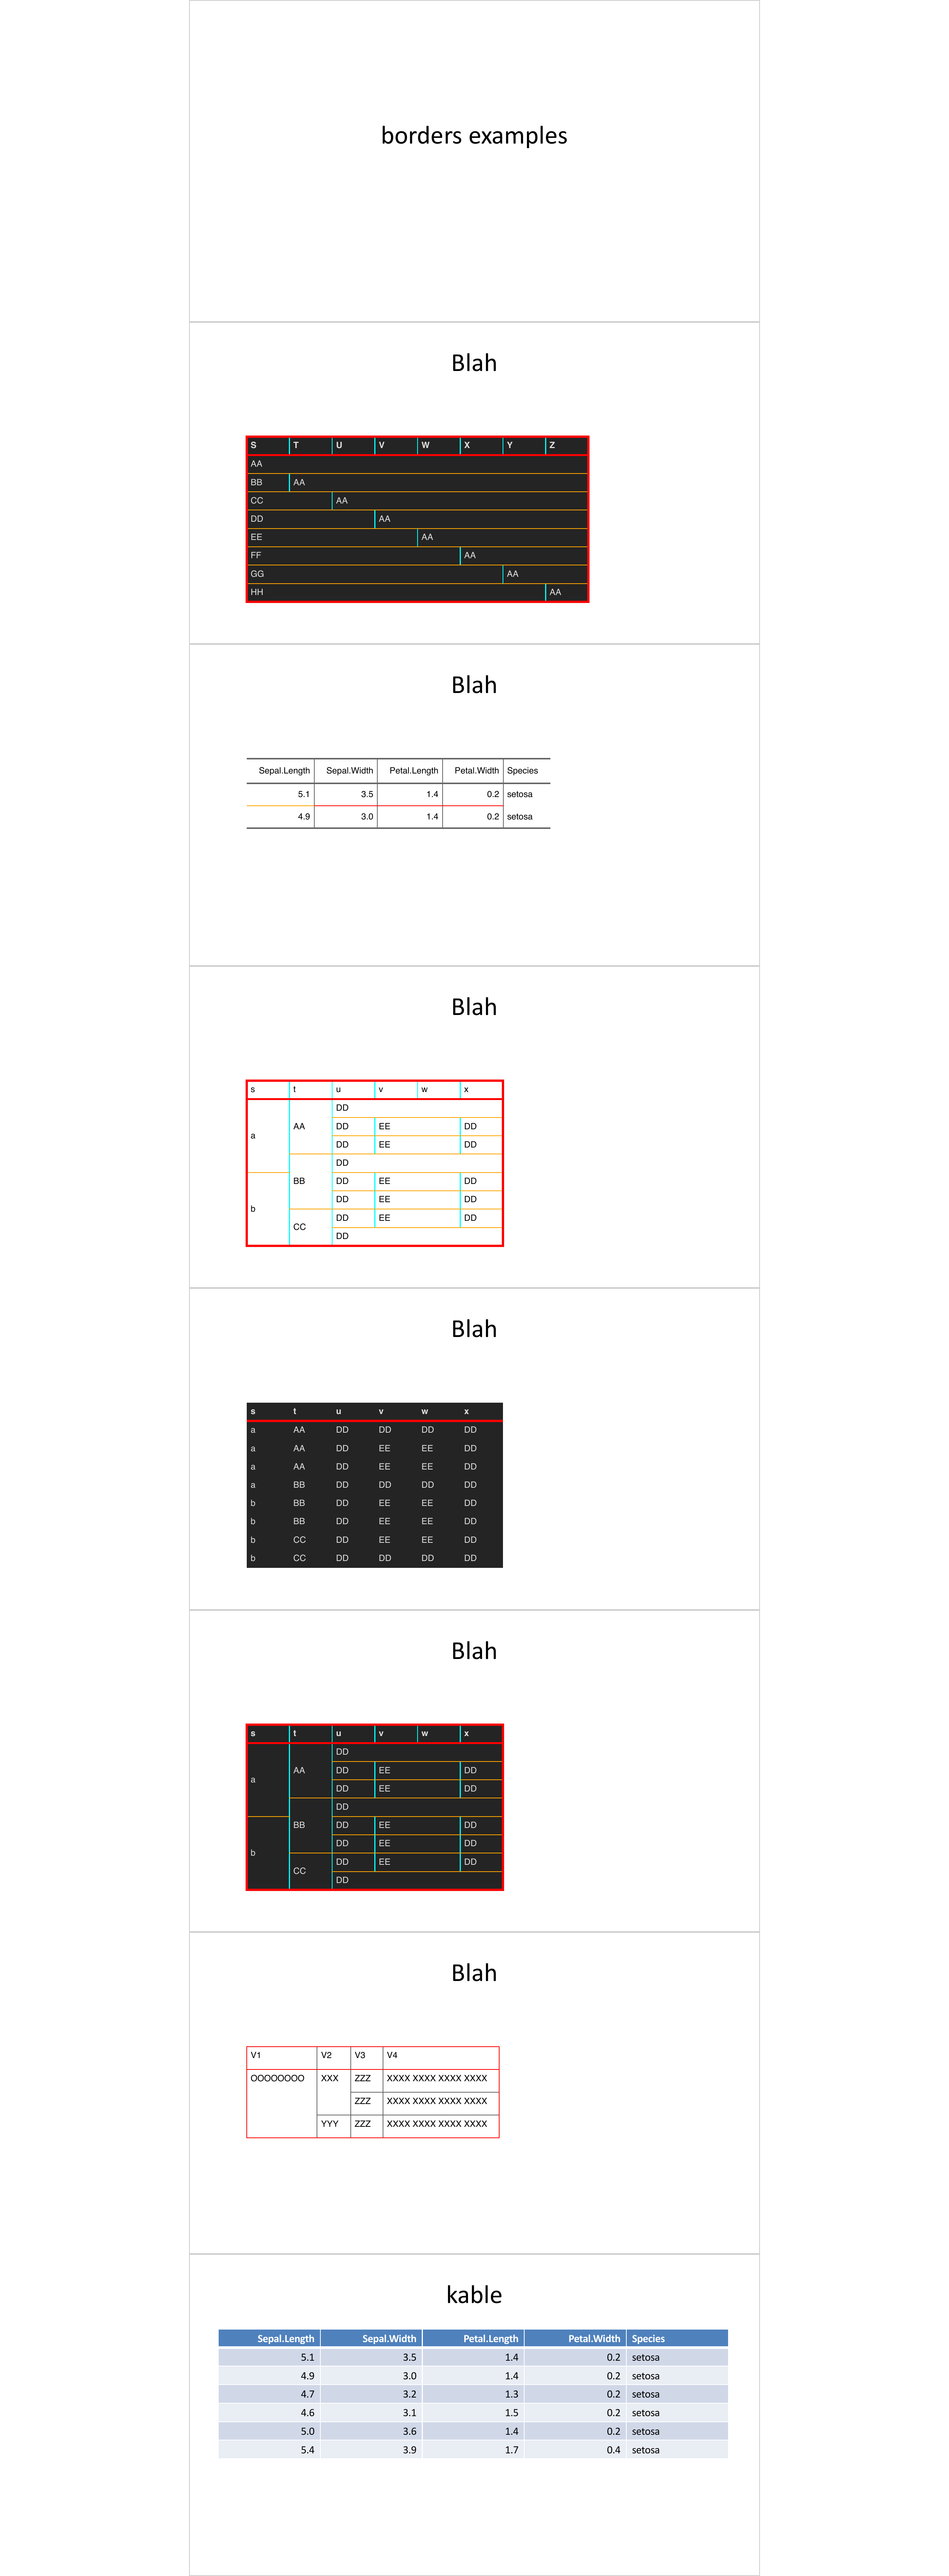 borders examples
Blah
S T U V W X Y Z
AA
BB AA
CC AA
DD AA
EE AA
FF AA
GG AA
HH AA
Blah
Sepal.Length Sepal.Width Petal.Length Petal.Width Species
5.1 3.5 1.4 0.2 setosa
4.9 3.0 1.4 0.2 setosa
Blah
s t u v w x
DD
AA DD EE DD
a
DD EE DD
DD
BB DD EE DD
DD EE DD
b
DD EE DD
CC
DD
Blah
s t u v w x
a AA DD DD DD DD
a AA DD EE EE DD
a AA DD EE EE DD
a BB DD DD DD DD
b BB DD EE EE DD
b BB DD EE EE DD
b CC DD EE EE DD
b CC DD DD DD DD
Blah
s t u v w x
DD
AA DD EE DD
a
DD EE DD
DD
BB DD EE DD
DD EE DD
b
DD EE DD
CC
DD
Blah
V1 V2 V3 V4
OOOOOOOO XXX ZZZ XXXX XXXX XXXX XXXX
ZZZ XXXX XXXX XXXX XXXX
YYY ZZZ XXXX XXXX XXXX XXXX
kable
Sepal.Length Sepal.Width Petal.Length Petal.Width Species
5.1 3.5 1.4 0.2 setosa
4.9 3.0 1.4 0.2 setosa
4.7 3.2 1.3 0.2 setosa
4.6 3.1 1.5 0.2 setosa
5.0 3.6 1.4 0.2 setosa
5.4 3.9 1.7 0.4 setosa